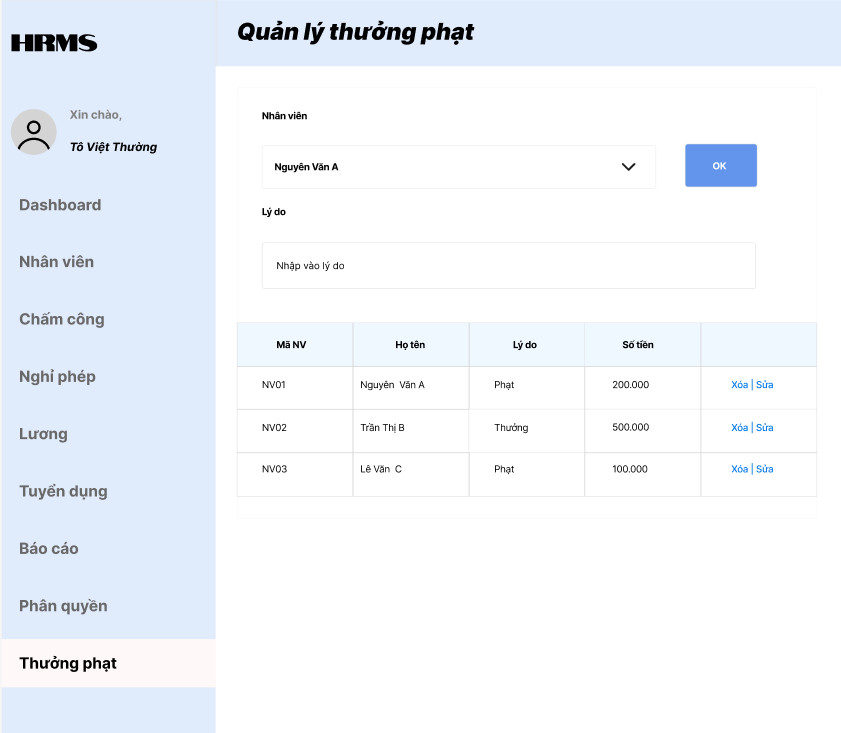 HRMS
Xin chào,
Tô Việt Thường
Dashboard
Nhân viên
Chấm công
Nghỉ phép
Lương
Tuyển dụng
Báo cáo
Phân quyền
Thưởng phạt
Quản lý thưởng phạt
Nhân viên
Nguyên Văn A
OK
Lý do
Nhập vào lý do
Mã NV Họ tên Lý do Số tiền
NV01 Nguyên Văn A Phạt 200.000 Xóa | Sửa
NV02 Trần Thị B Thưởng 500.000 Xóa | Sửa
NV03 Lê Văn C Phạt 100.000 Xóa | Sửa